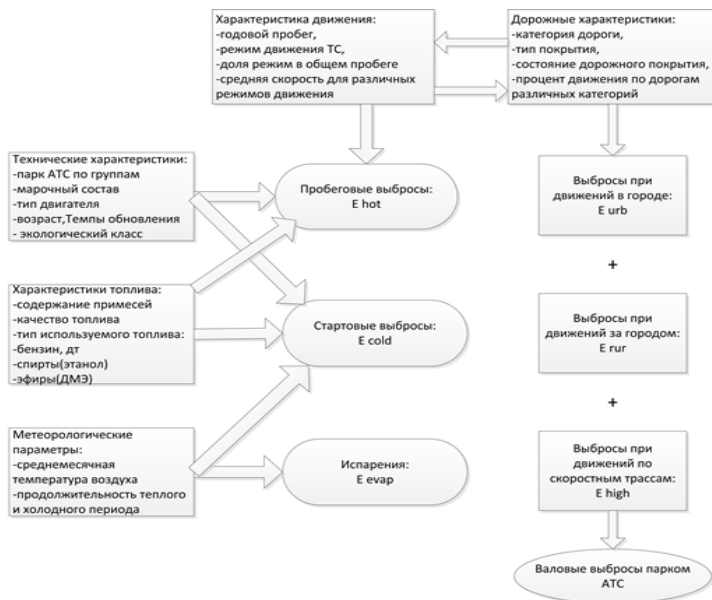 Характеристика движения:
-годовой пробег,
-режим движения ТС,
-доля режим в общем пробеге
-средняя скорость для различных
режимов движения
Дорожные характеристики:
-категория дороги,
-тип покрытия,
-состояние дорожного покрытия,
-процент движения по дорогам
различных категорий
Технические характеристики:
-парк АТС по группам
-марочный состав
-тип двигателя
-возраст,Темпы обновления
- экологический класс
Пробеговые выбросы:
E hot
Выбросы при
движений в городе:
E urb
+
Характеристики топлива:
-содержание примесей
-качество топлива
-тип используемого топлива:
-бензин, дт
-спирты(этанол)
-эфиры(ДМЭ)
Стартовые выбросы:
E cold
Выбросы при
движений за городом:
E rur
+
Метеорологические
параметры:
-среднемесячная
температура воздуха
-продолжительность теплого
и холодного периода
Испарения:
E evap
Выбросы при
движений по
скоростным трассам:
E high
Валовые выбросы парком
АТС